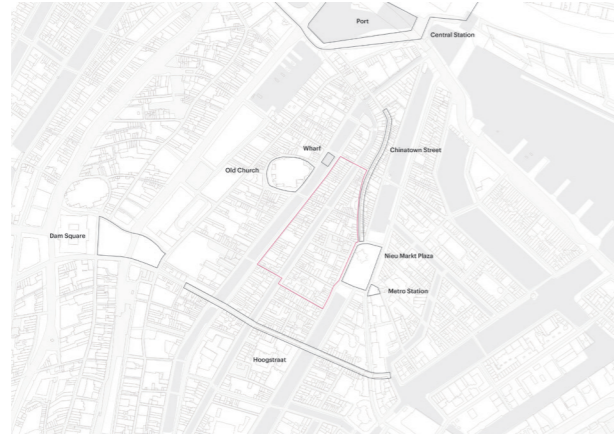 Port
Central Station
Wharf
Chinatown Street
Old Church
Dam Square
Nieu Markt Plaza
Metro Station
Hoogstraat